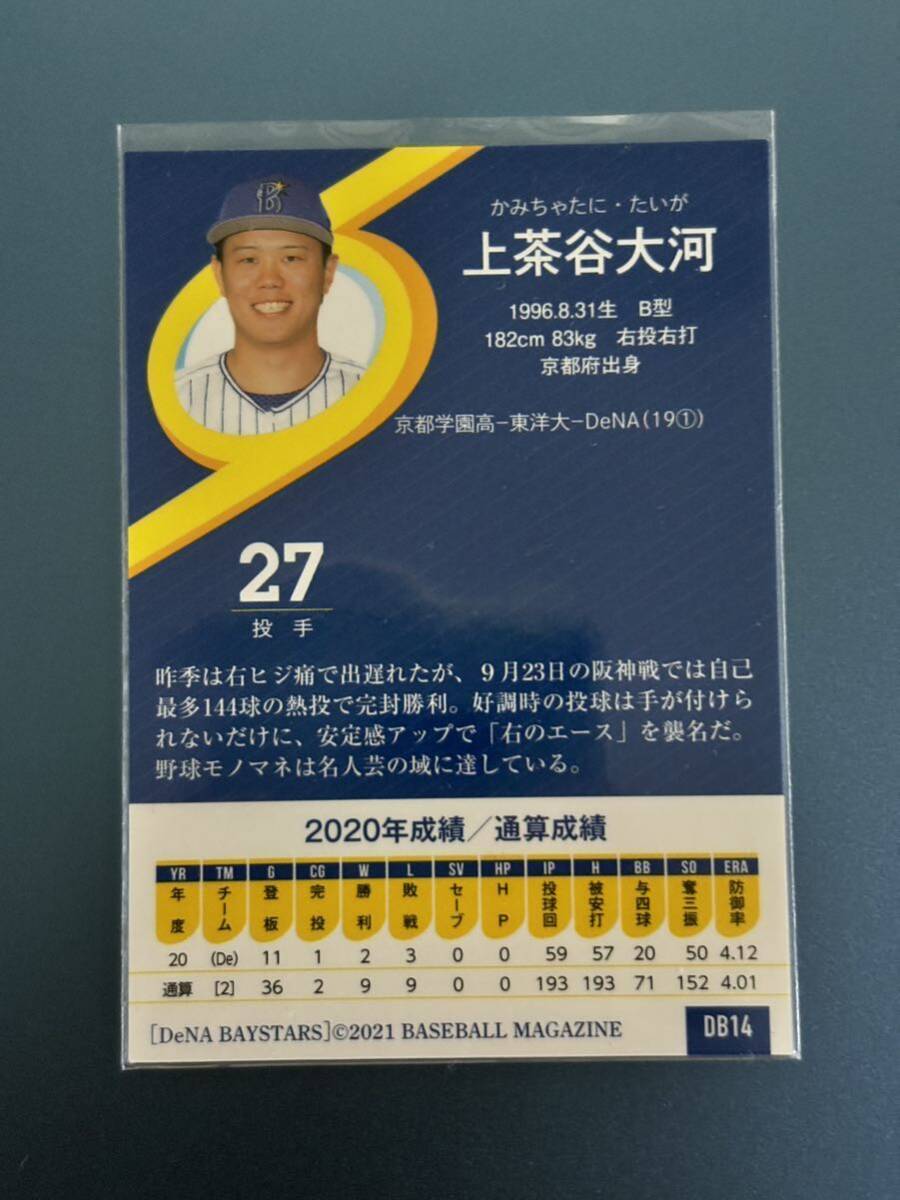 B
かみちゃたに・たいが
上茶谷大河
1996.8.31生　B型
182cm 83kg　右投右打
京都府出身
京都学園高−東洋大−DeNA(19①)
27
投 手
昨季は右ヒジ痛で出遅れたが、９月23日の阪神戦では自己
最多144球の熱投で完封勝利。好調時の投球は手が付けら
れないだけに、安定感アップで「右のエース」を襲名だ。
野球モノマネは名人芸の域に達している。
2020年成績／通算成績
YR TM G CG W L SV HP IP H BB SO ERA
年度 チーム 登板 完投 勝利 敗戦 セーブ HP 投球回 被安打 与四球 奪三振 防御率
20 (De) 11 1 2 3 0 0 59 57 20 50 4.12
通算 [2] 36 2 9 9 0 0 193 193 71 152 4.01
[DeNA BAYSTARS]©2021 BASEBALL MAGAZINE
DB14